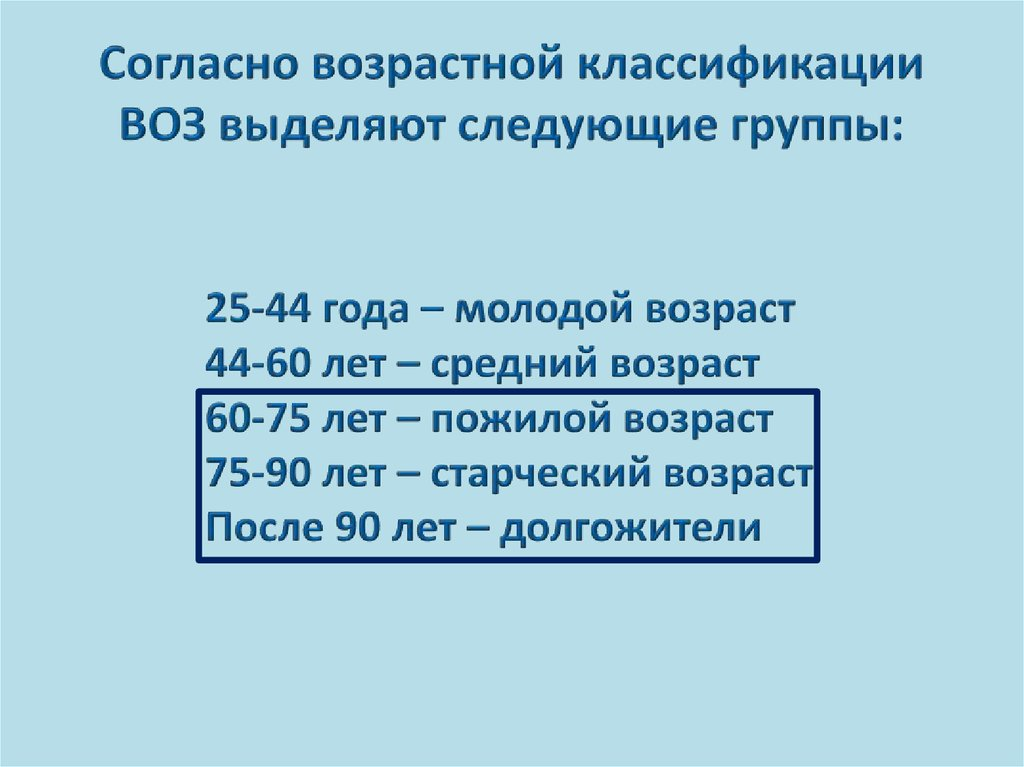 Согласно возрастной классификации
ВОЗ выделяют следующие группы:
25-44 года – молодой возраст
44-60 лет – средний возраст
60-75 лет – пожилой возраст
75-90 лет – старческий возраст
После 90 лет – долгожители